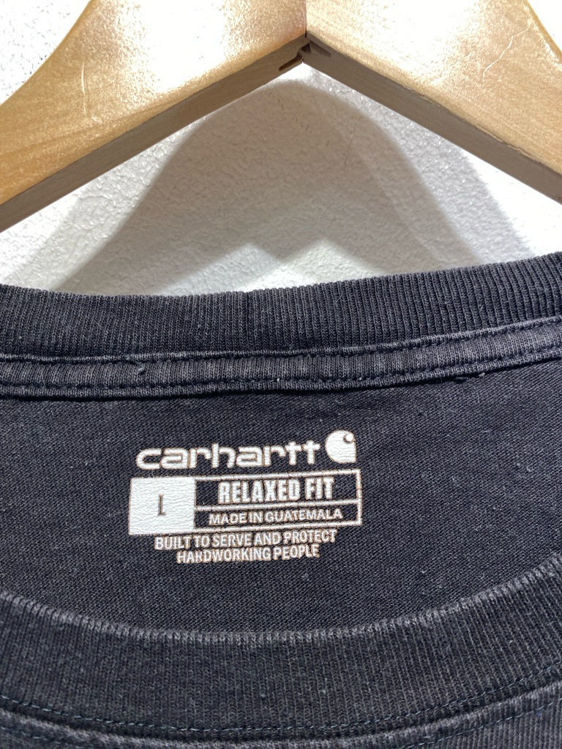 carhartt
L
RELAXED FIT
MADE IN GUATEMALA
BUILT TO SERVE AND PROTECT
HARDWORKING PEOPLE